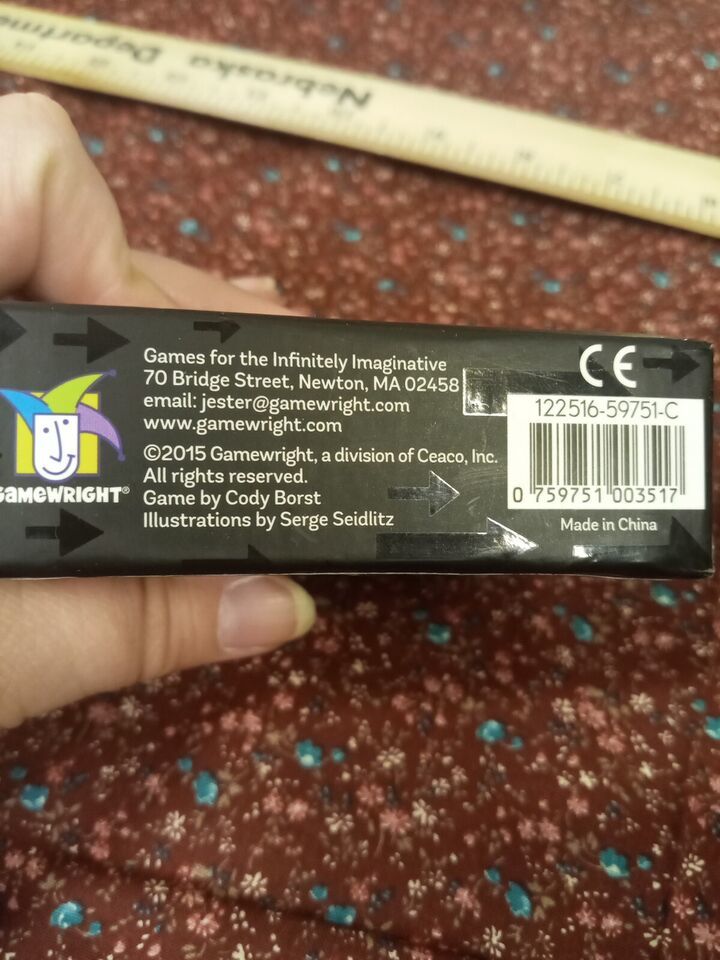 Nebraska Department
Games for the Infinitely Imaginative
70 Bridge Street, Newton, MA 02458
email: jester@gamewright.com
www.gamewright.com
©2015 Gamewright, a division of Ceaco, Inc.
All rights reserved.
Game by Cody Borst
Illustrations by Serge Seidlitz
GAMEWRIGHT®
CE
122516-59751-C
0 759751 003517
Made in China